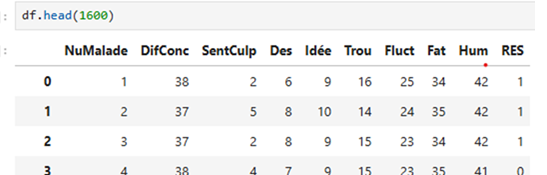 ]: df.head(1600)
]: NuMalade DifConc SentCulp Des Idée Trou Fluct Fat Hum RES
0 1 38 2 6 9 16 25 34 42 1
1 2 37 5 8 10 14 24 35 42 1
2 3 37 2 8 9 15 23 34 42 1
3 4 38 4 7 9 15 23 35 41 0